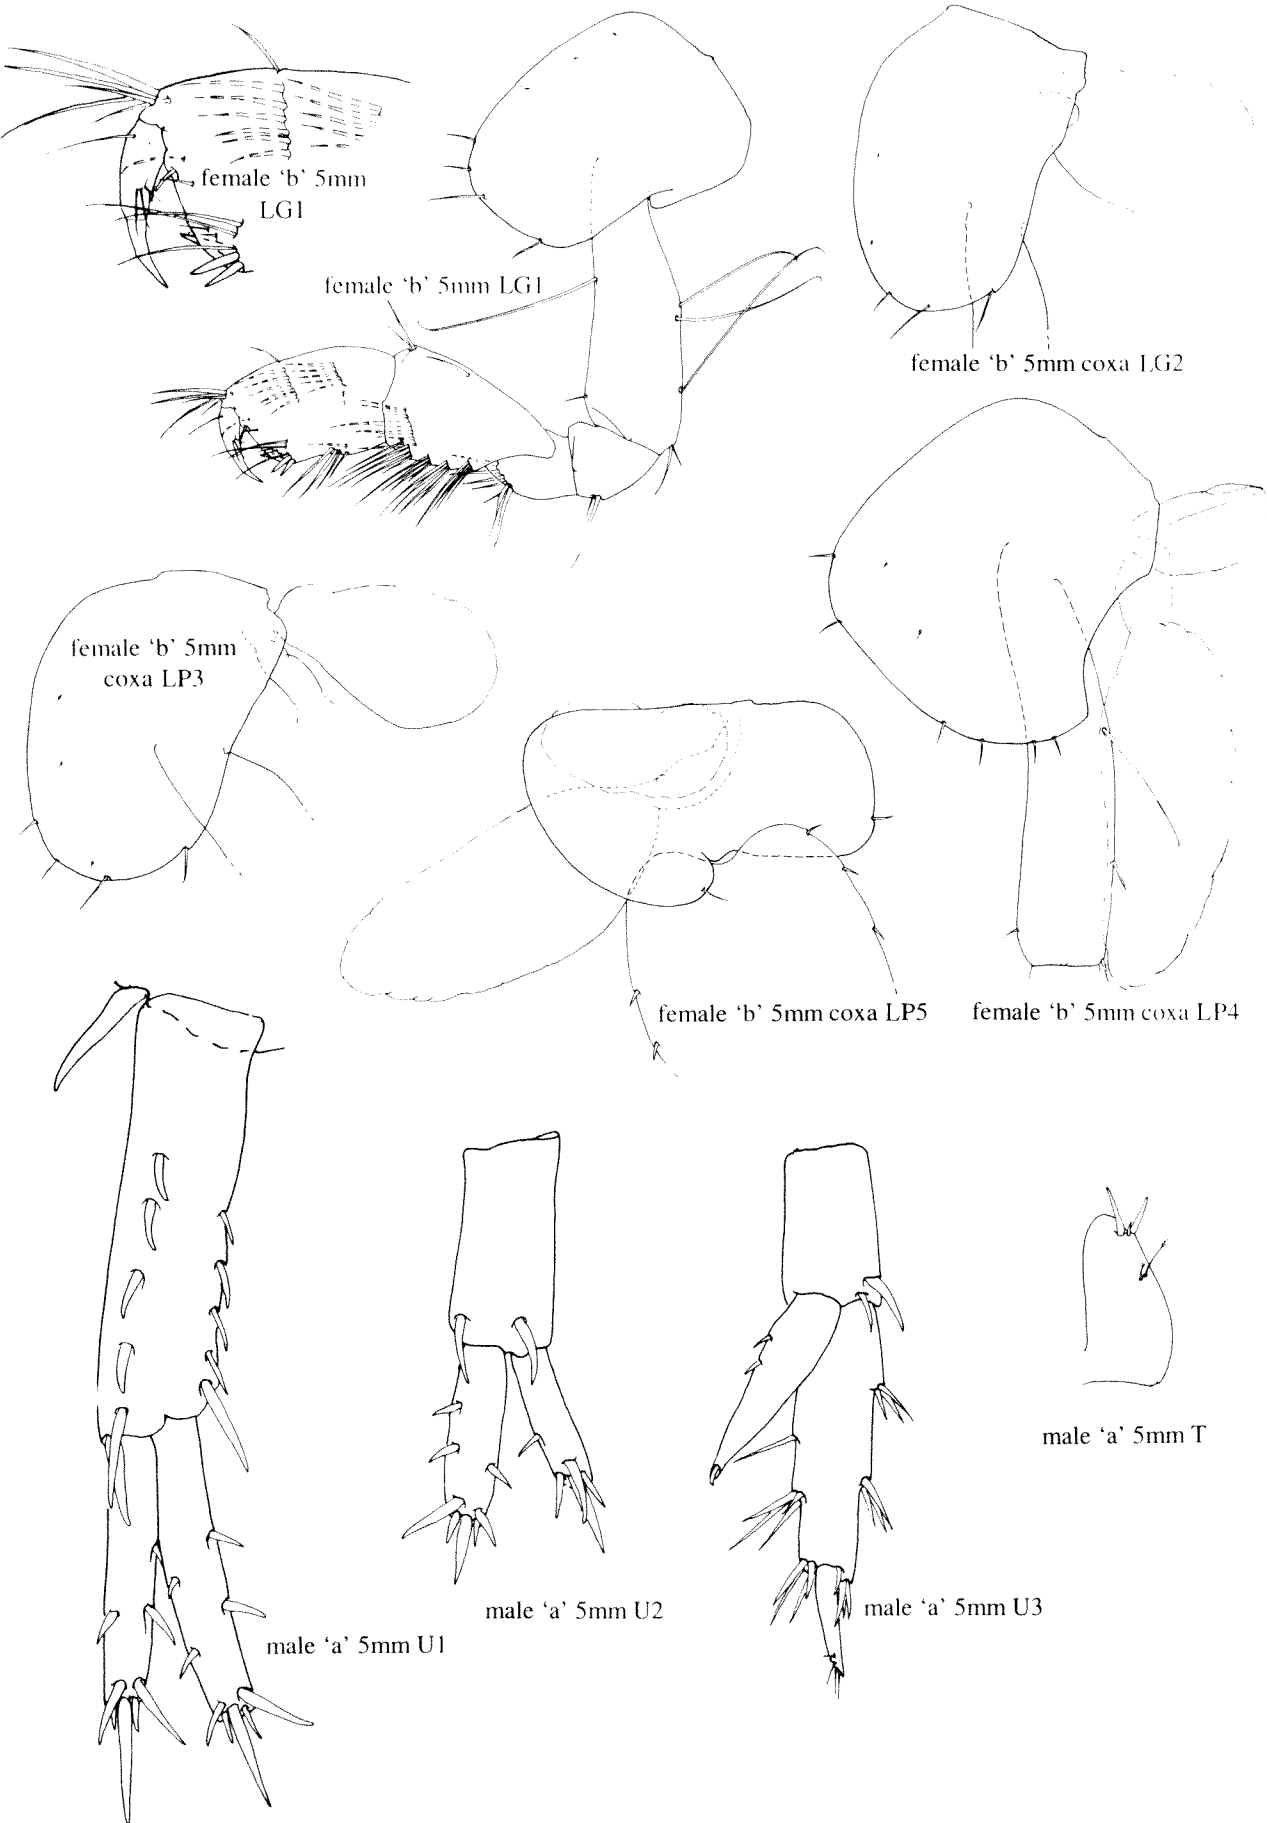 female ‘b’ 5mm
LG1
female ‘b’ 5mm LG1
female ‘b’ 5mm coxa LG2
female ‘b’ 5mm
coxa LP3
female ‘b’ 5mm coxa LP5
female ‘b’ 5mm coxa LP4
male ‘a’ 5mm T
male ‘a’ 5mm U2
male ‘a’ 5mm U3
male ‘a’ 5mm U1